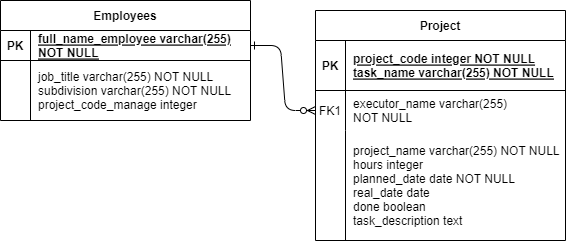 Employees
PK
full_name_employee varchar(255)
NOT NULL
job_title varchar(255) NOT NULL
subdivision varchar(255) NOT NULL
project_code_manage integer
Project
PK
project_code integer NOT NULL
task_name varchar(255) NOT NULL
FK1
executor_name varchar(255)
NOT NULL
project_name varchar(255) NOT NULL
hours integer
planned_date date NOT NULL
real_date date
done boolean
task_description text